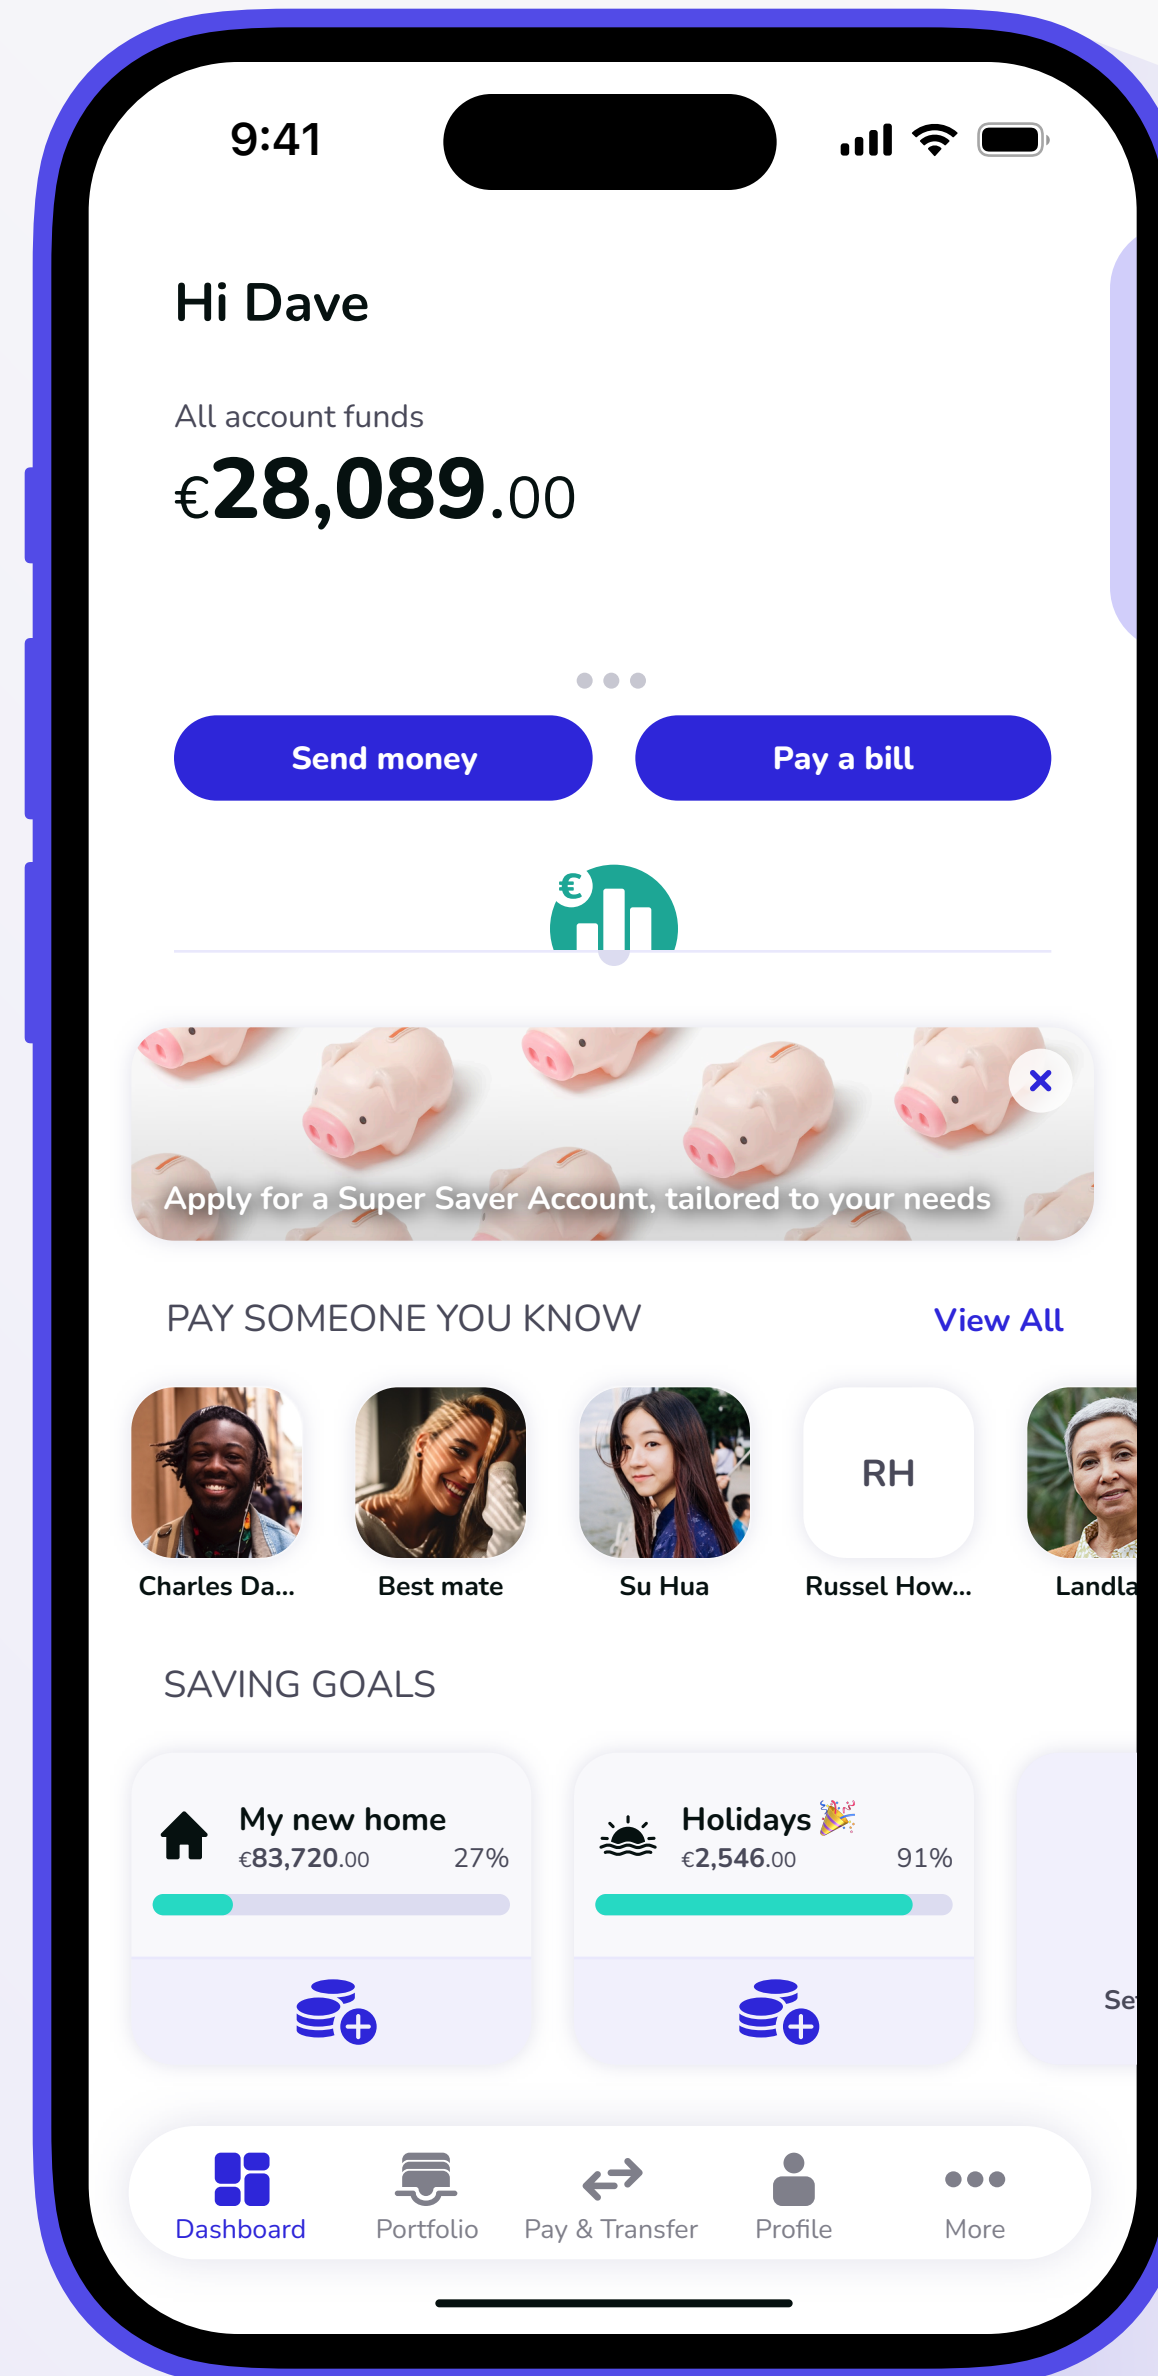 9:41
Hi Dave
All account funds
€28,089.00
Send money
Pay a bill
€
Apply for a Super Saver Account, tailored to your needs
PAY SOMEONE YOU KNOW
View All
RH
Charles Da...
Best mate
Su Hua
Russel How...
Landla
SAVING GOALS
My new home
€83,720.00
27%
Holidays🎉
€2,546.00
91%
Set
Dashboard
Portfolio
Pay & Transfer
Profile
More